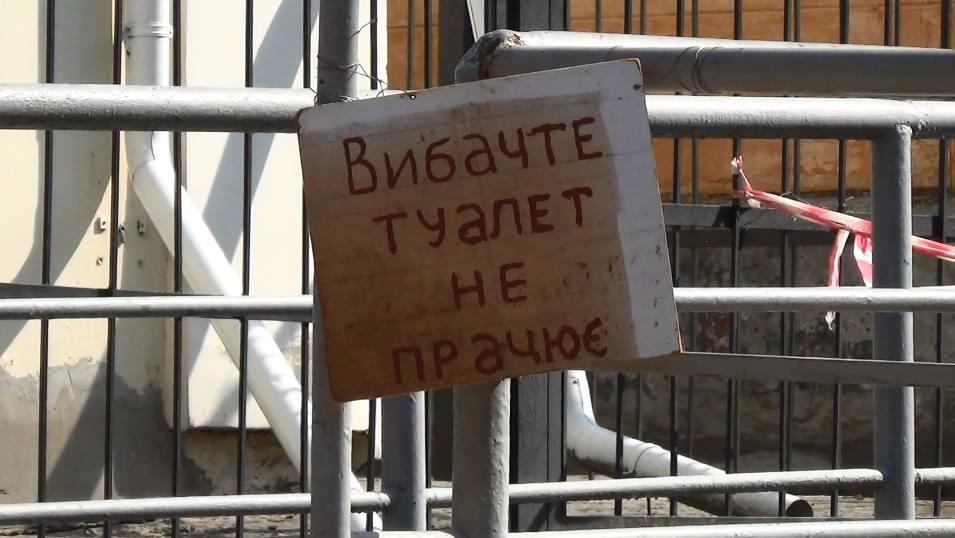 Вибачте
туалет
не
працює